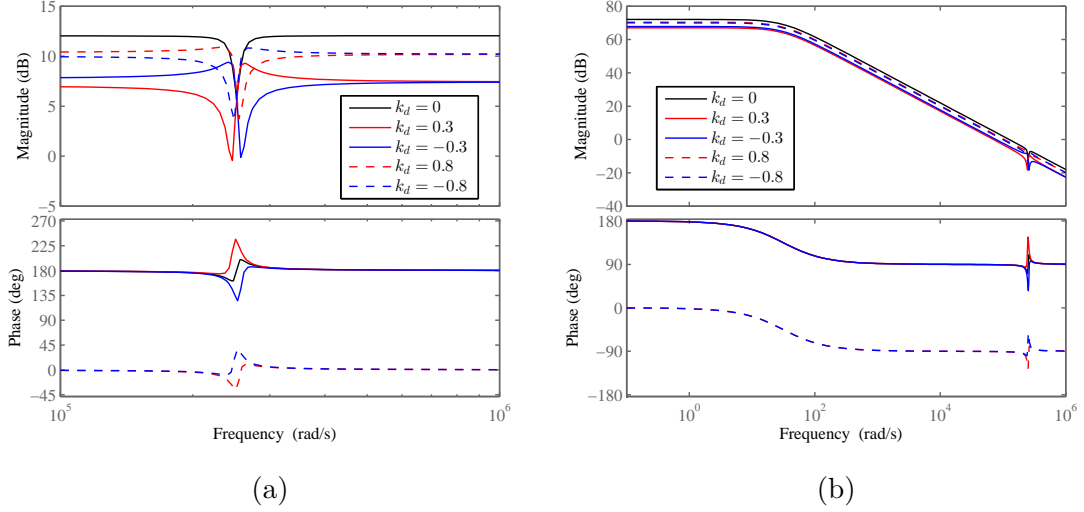 15
10
5
0
−5
Magnitude (dB)
k_d = 0
k_d = 0.3
k_d = −0.3
k_d = 0.8
k_d = −0.8
270
225
180
135
90
45
0
−45
Phase (deg)
10^5
10^6
Frequency (rad/s)
(a)
80
60
40
20
0
−20
−40
Magnitude (dB)
k_d = 0
k_d = 0.3
k_d = −0.3
k_d = 0.8
k_d = −0.8
180
90
0
−90
−180
Phase (deg)
10^0
10^2
10^4
10^6
Frequency (rad/s)
(b)